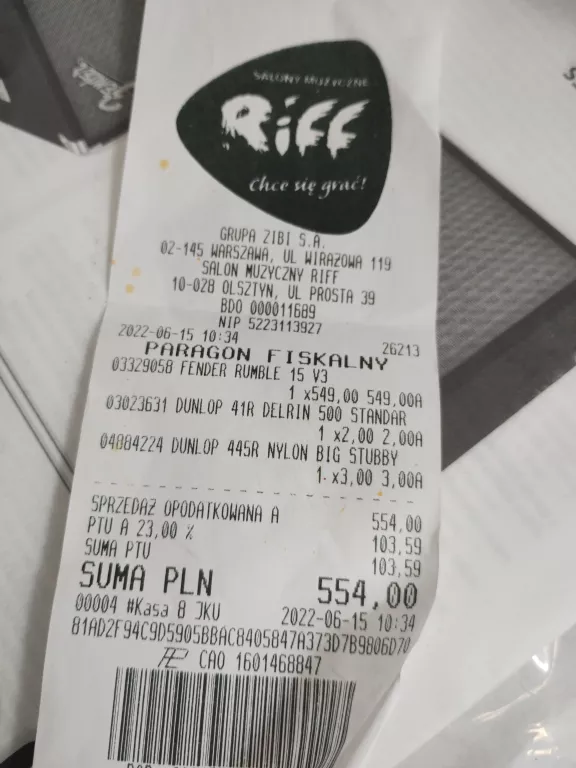 SALONY MUZYCZNE
RiFF
Chce się grać!
GRUPA ZIBI S.A.
02-145 WARSZAWA, UL WIRAŻOWA 119
SALON MUZYCZNY RIFF
10-028 OLSZTYN, UL PROSTA 39
BDO 000011689
NIP 5223113927
2022-06-15 10:34 26213
PARAGON FISKALNY
03329058 FENDER RUMBLE 15 V3
1 x549,00 549,00A
03023631 DUNLOP 41R DELRIN 500 STANDAR
1 x2,00 2,00A
04884224 DUNLOP 445R NYLON BIG STUBBY
1 x3,00 3,00A
SPRZEDAŻ OPODATKOWANA A 554,00
PTU A 23,00 % 103,59
SUMA PTU 103,59
SUMA PLN 554,00
00004 #Kasa 8 JKU 2022-06-15 10:34
81AD2F94C9D5905BBAC8405847A373D7B9806D70
CAO 1601468847